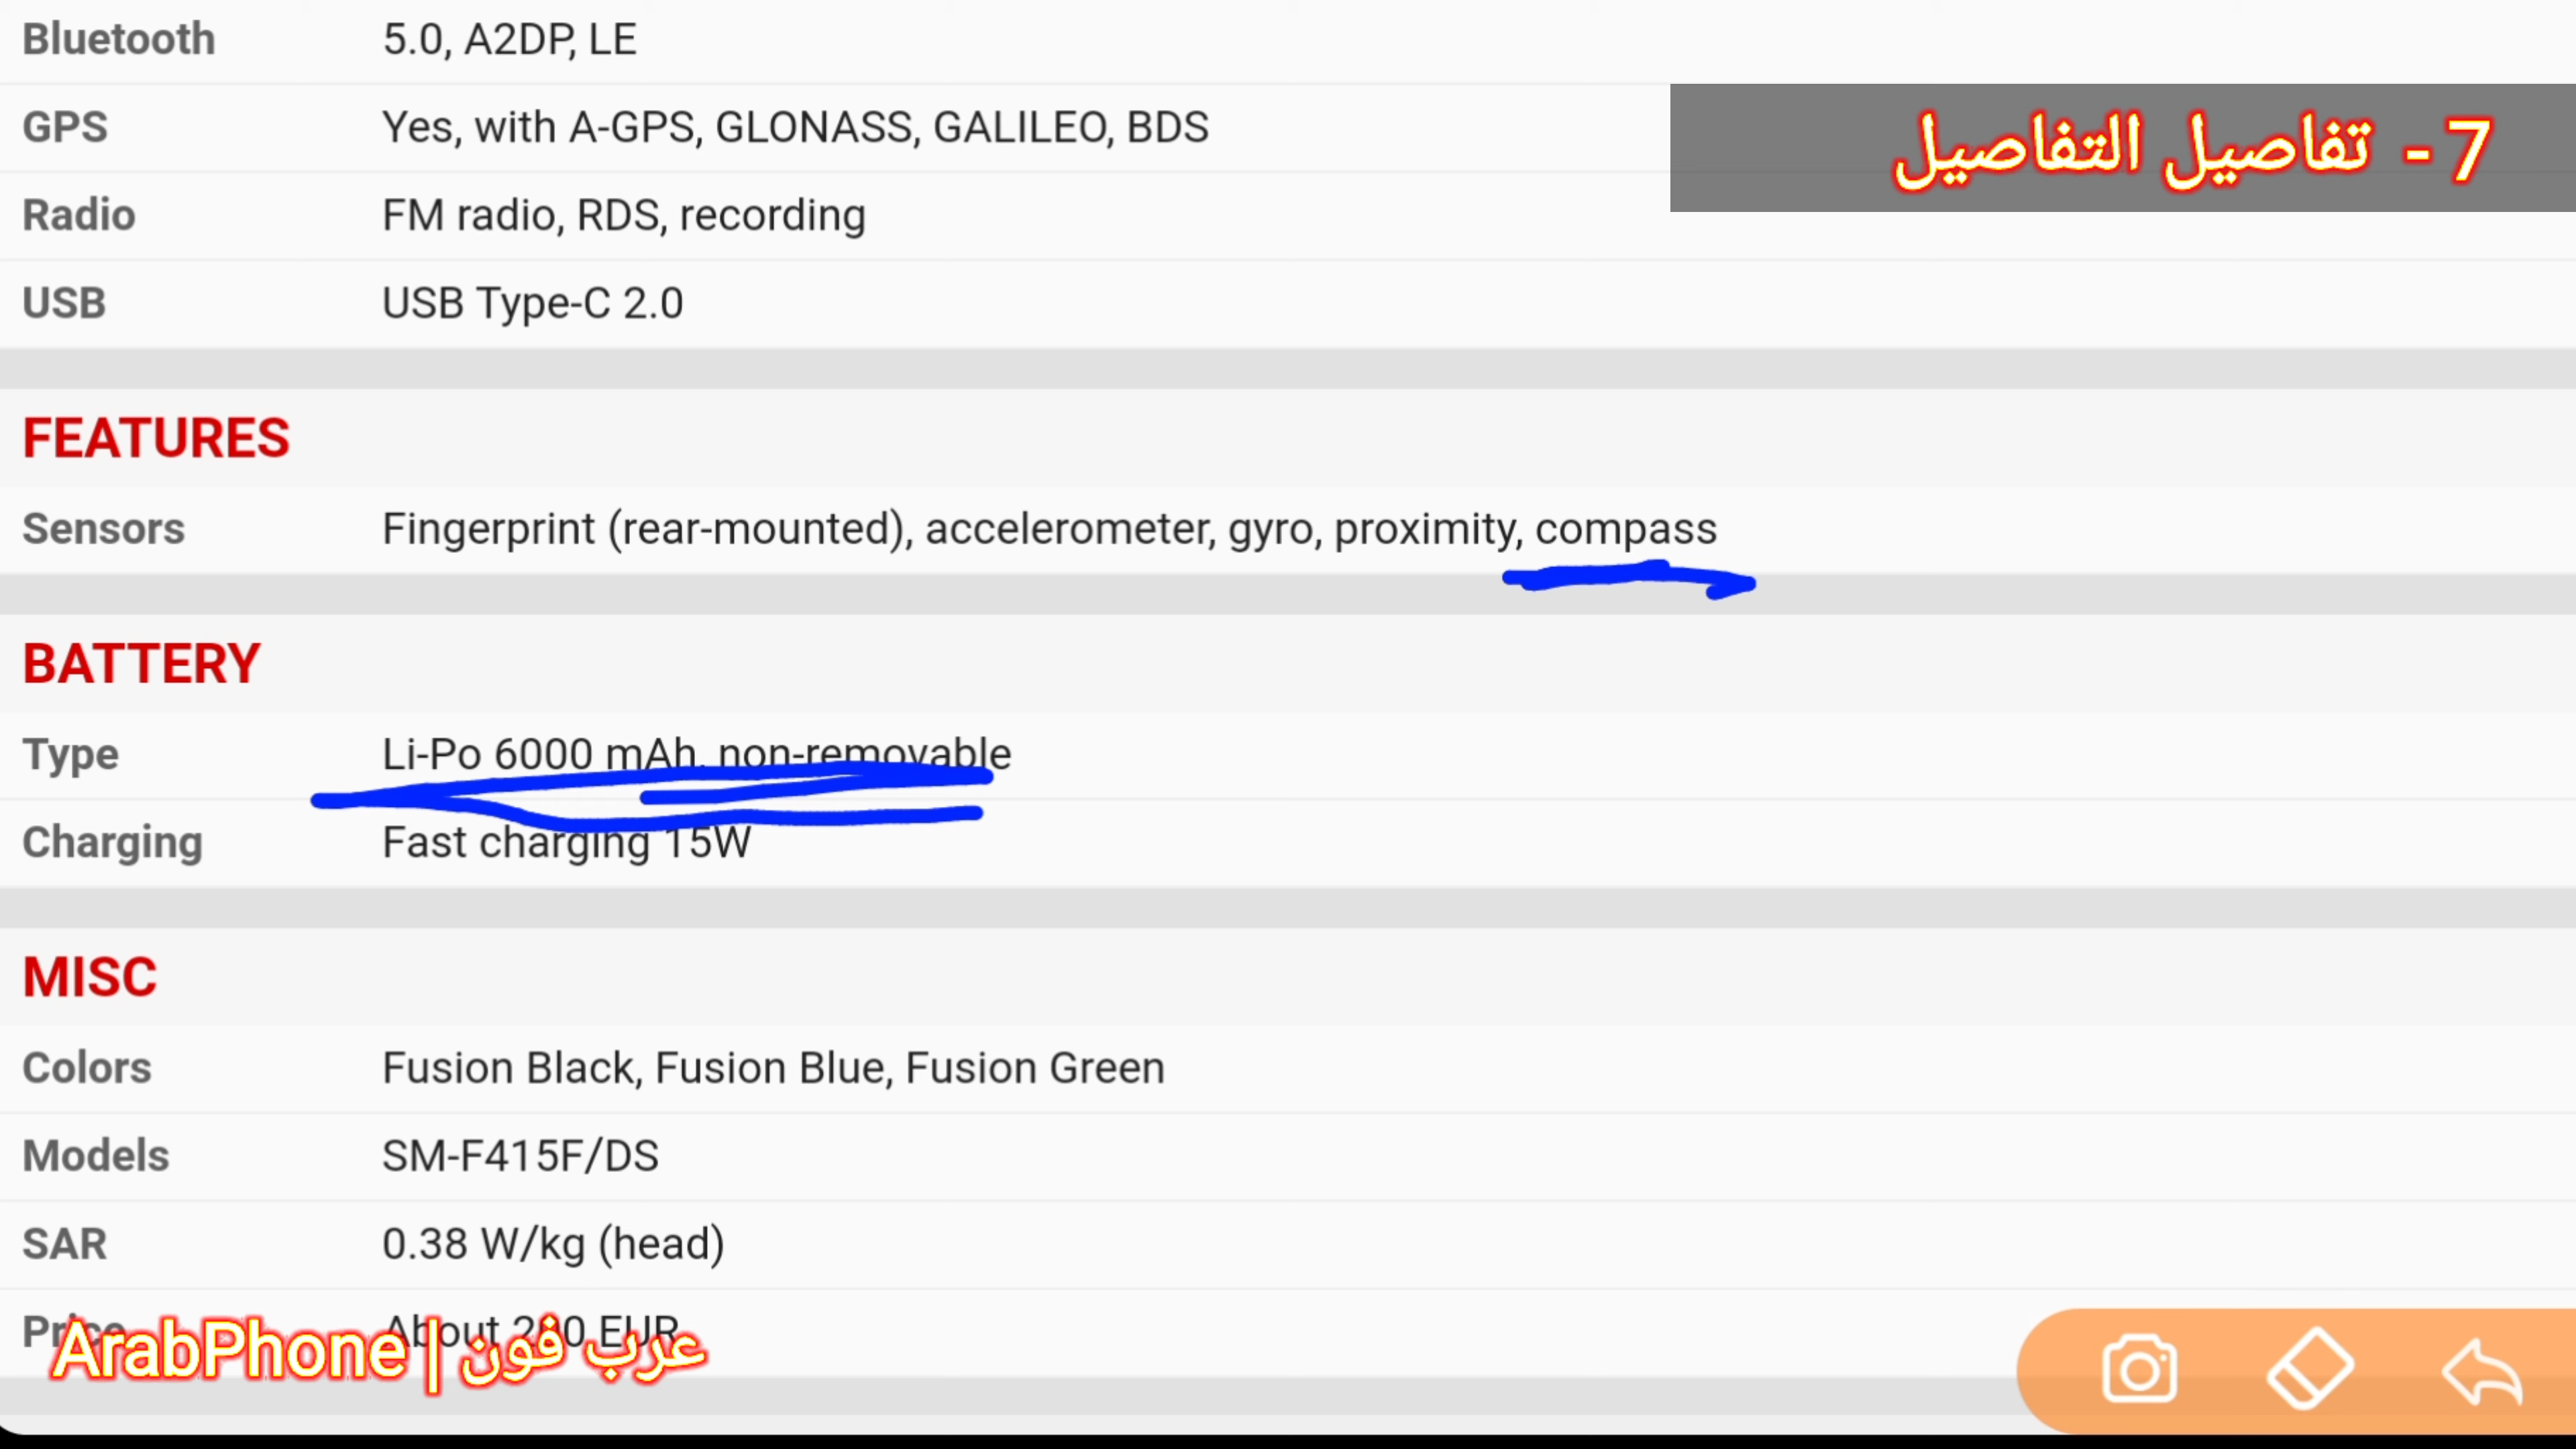 Bluetooth 5.0, A2DP, LE
GPS Yes, with A-GPS, GLONASS, GALILEO, BDS
7 - تفاصيل التفاصيل
Radio FM radio, RDS, recording
USB USB Type-C 2.0
FEATURES
Sensors Fingerprint (rear-mounted), accelerometer, gyro, proximity, compass
BATTERY
Type Li-Po 6000 mAh, non-removable
Charging Fast charging 15W
MISC
Colors Fusion Black, Fusion Blue, Fusion Green
Models SM-F415F/DS
SAR 0.38 W/kg (head)
Price About EUR
ArabPhone | عرب فون